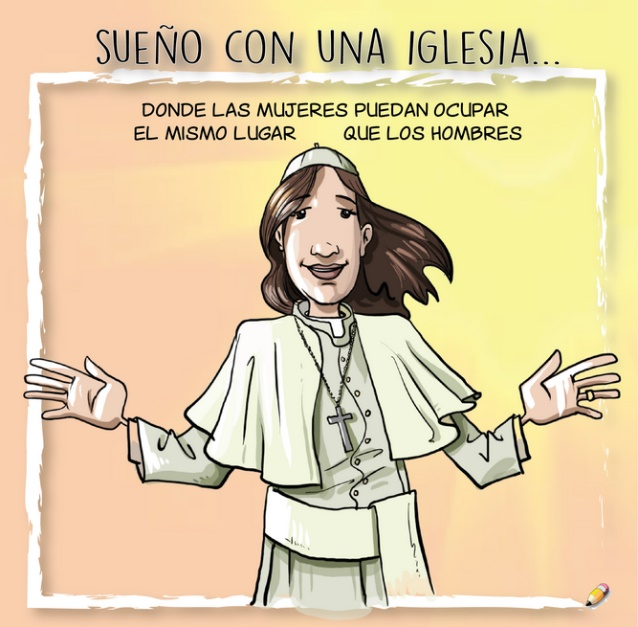 SUEÑO CON UNA IGLESIA...
DONDE LAS MUJERES PUEDAN OCUPAR
EL MISMO LUGAR QUE LOS HOMBRES